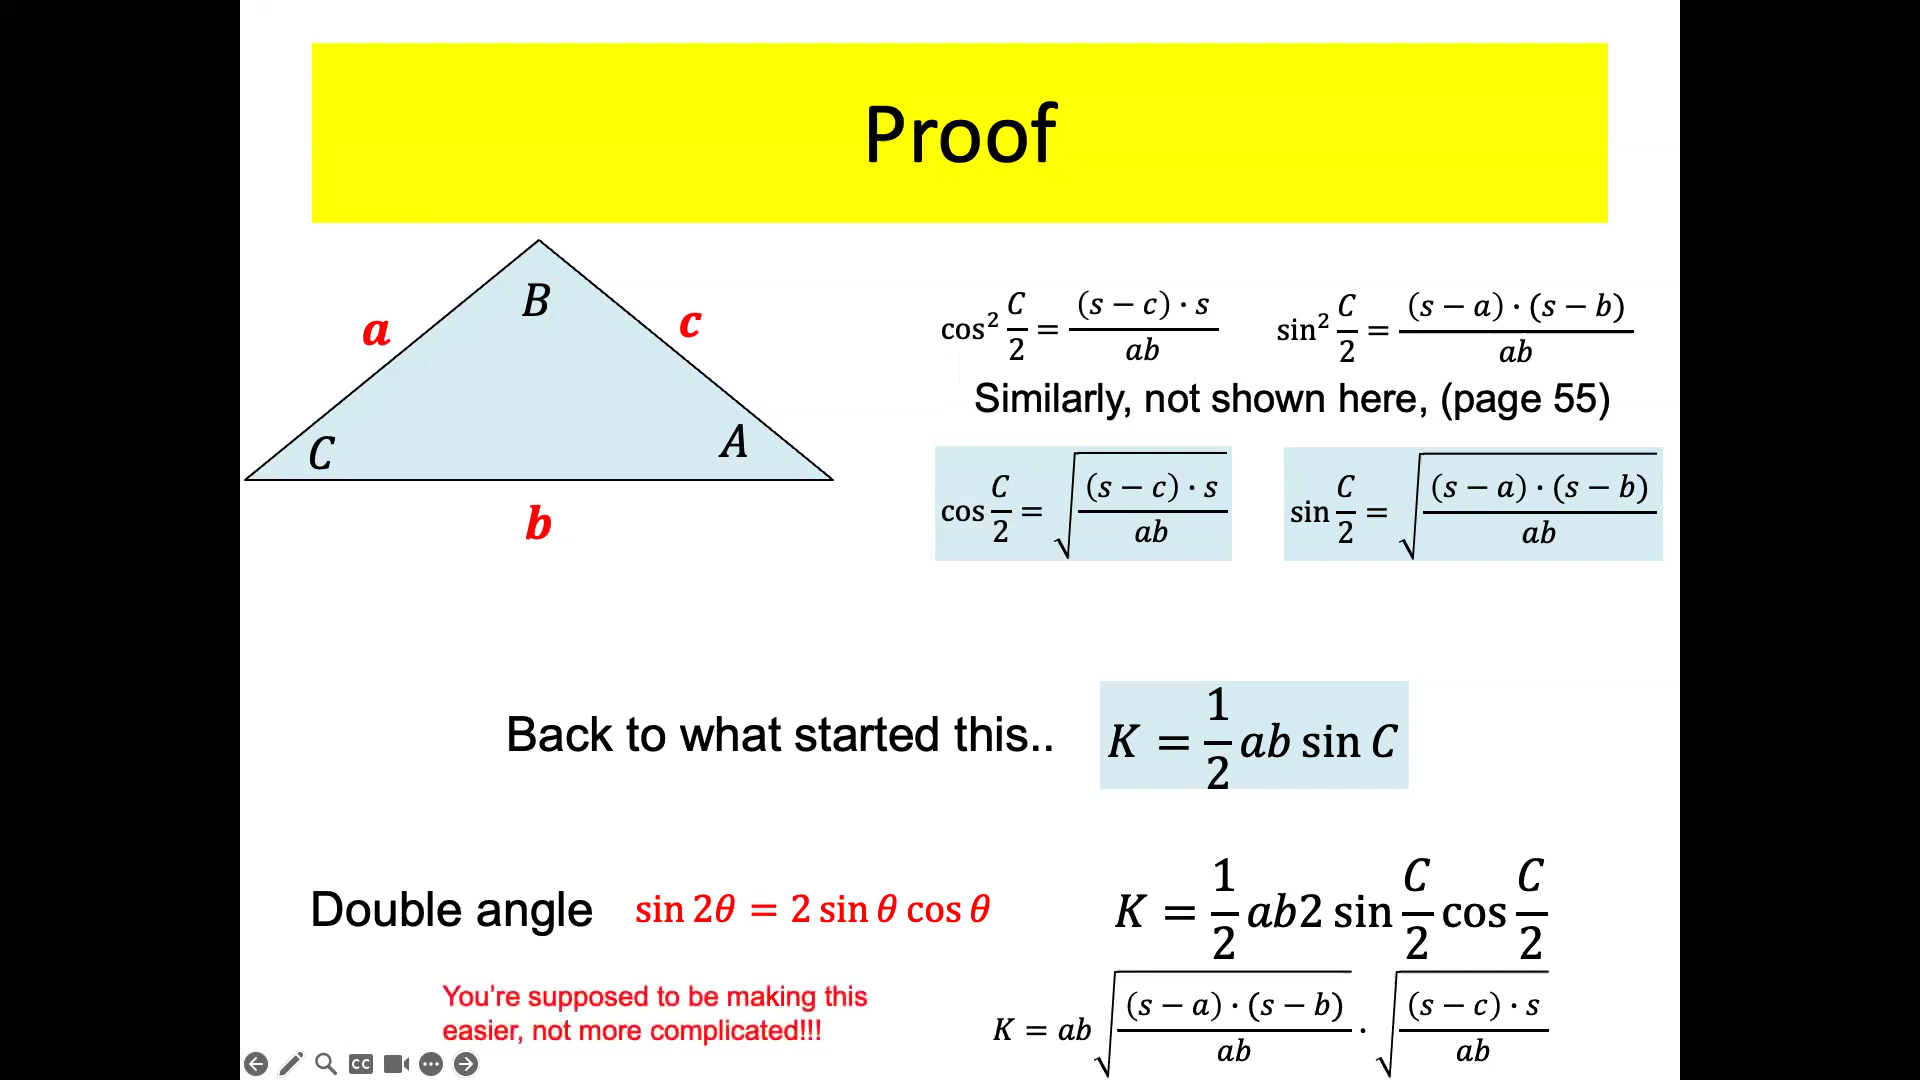 Proof
B
a
c
C
A
b
cos² C/2 = (s − c) · s / ab
sin² C/2 = (s − a) · (s − b) / ab
Similarly, not shown here, (page 55)
cos C/2 = √((s − c) · s / ab)
sin C/2 = √((s − a) · (s − b) / ab)
Back to what started this..
K = 1/2 ab sin C
Double angle
sin 2θ = 2 sin θ cos θ
K = 1/2 ab2 sin C/2 cos C/2
You're supposed to be making this
easier, not more complicated!!!
K = ab √((s − a) · (s − b) / ab) · √((s − c) · s / ab)
CC